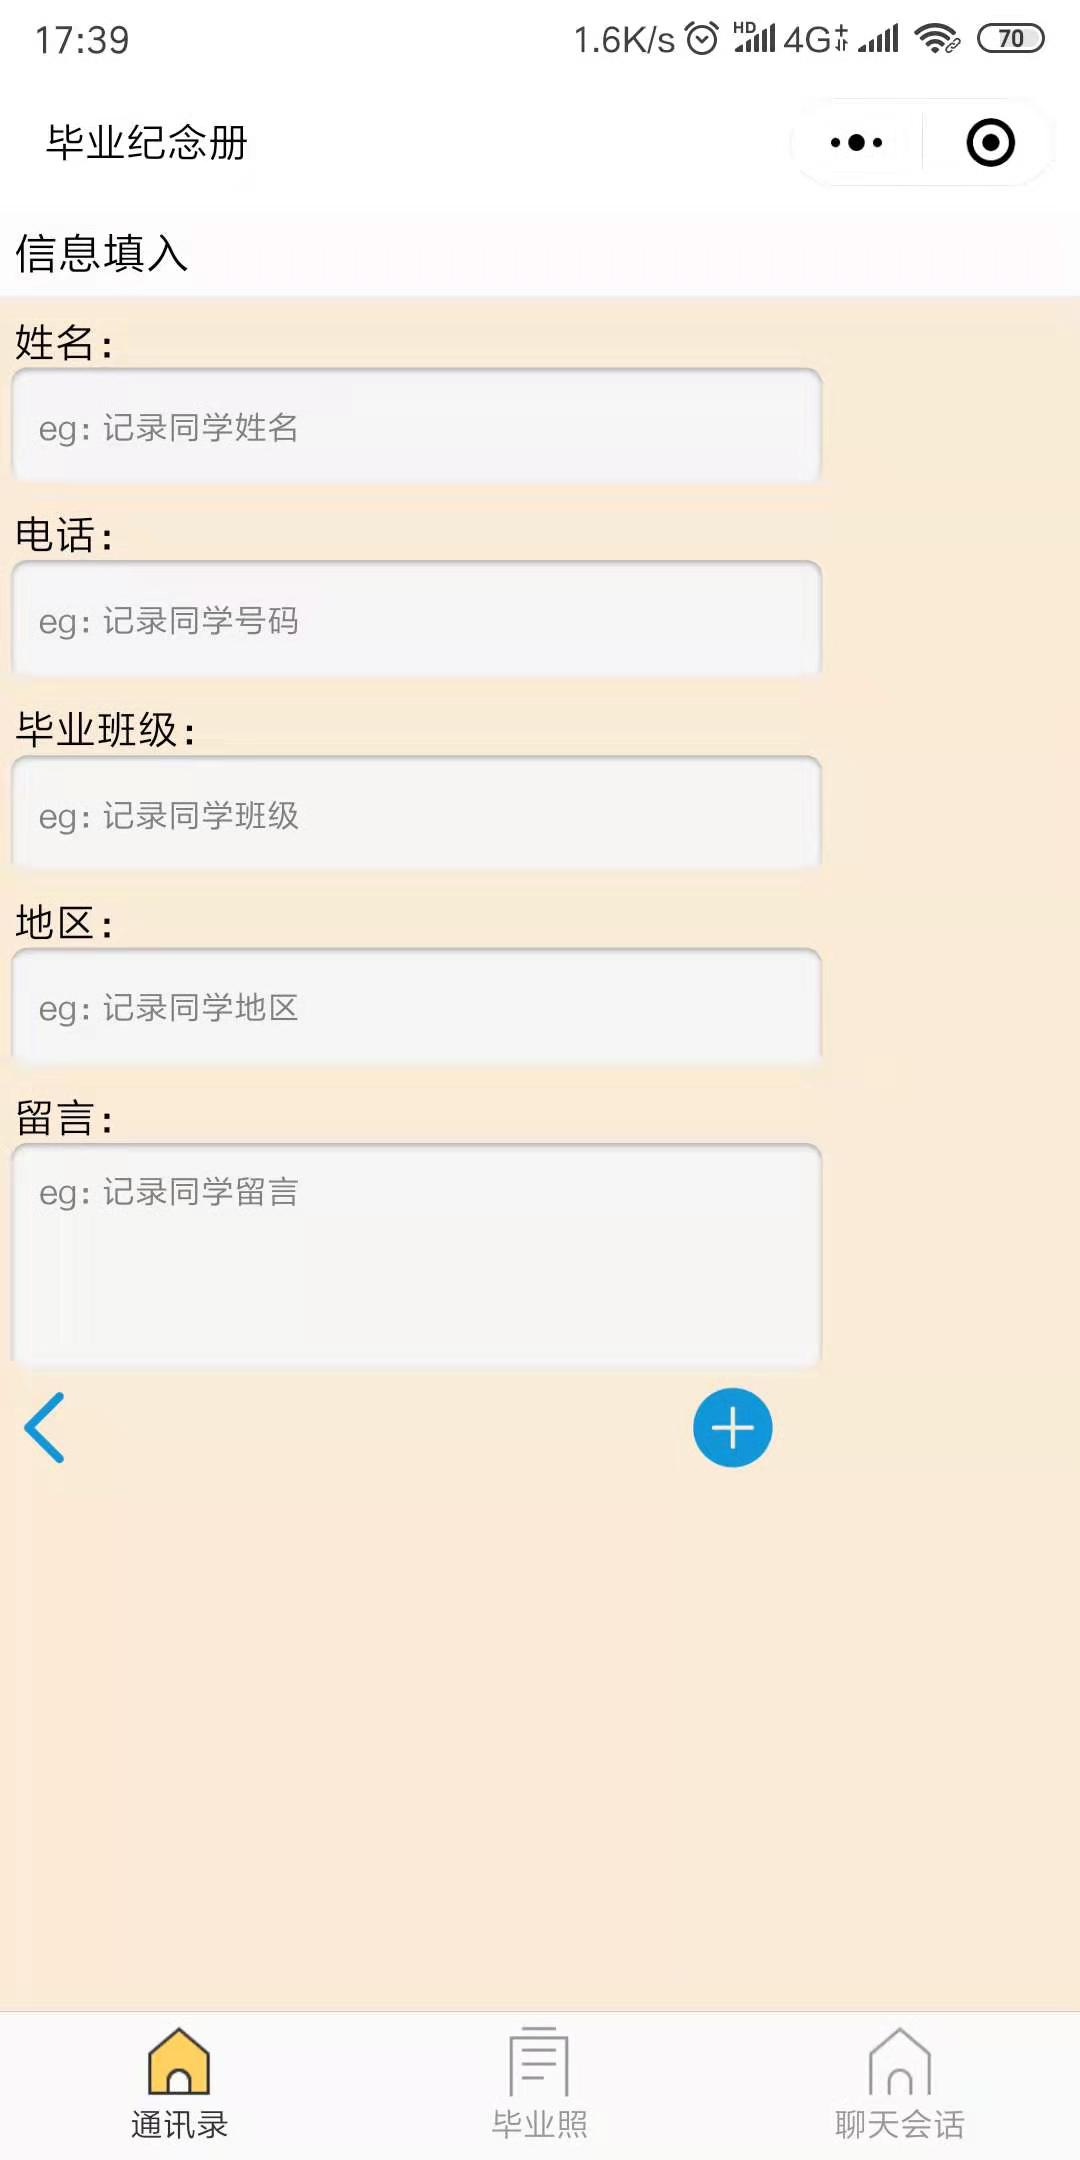 17:39 1.6K/s HD 4G 70
毕业纪念册
信息填入
姓名:
eg: 记录同学姓名
电话:
eg: 记录同学号码
毕业班级:
eg: 记录同学班级
地区:
eg: 记录同学地区
留言:
eg: 记录同学留言
通讯录 毕业照 聊天会话